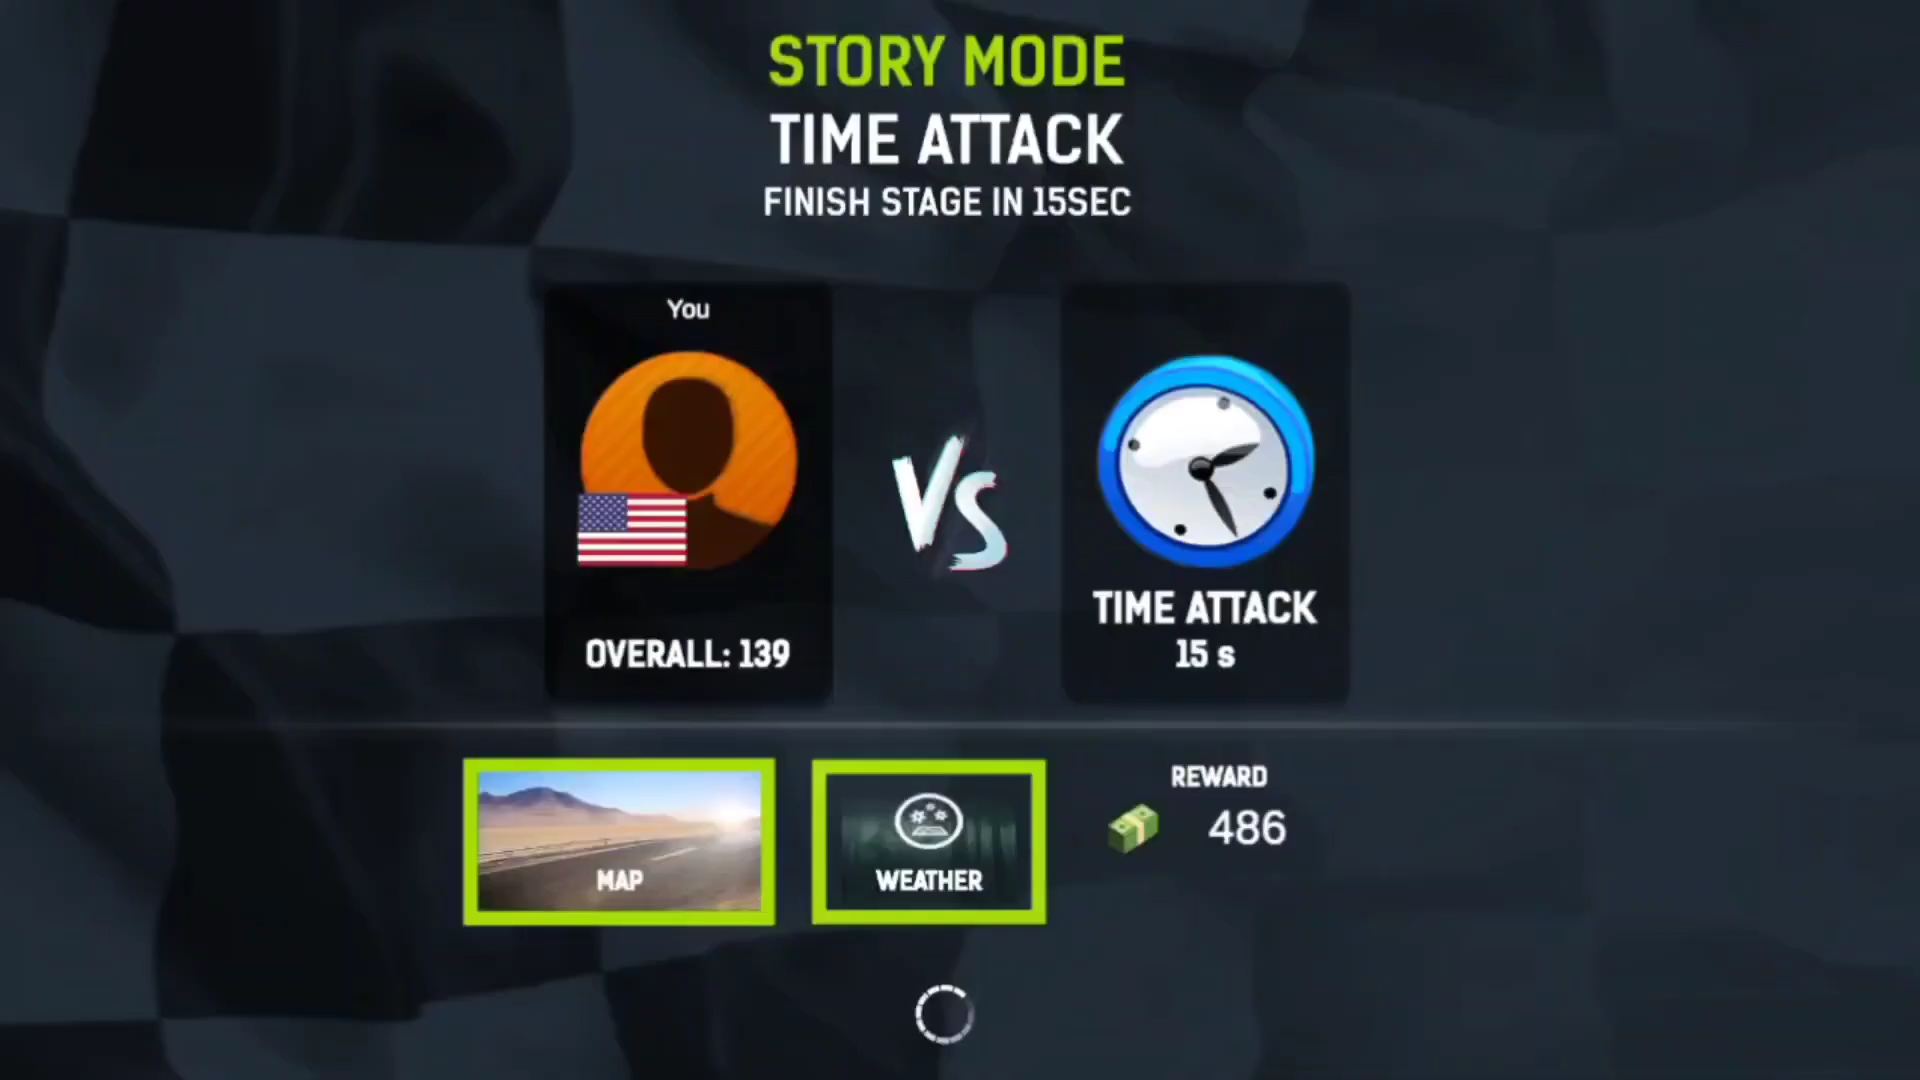 STORY MODE
TIME ATTACK
FINISH STAGE IN 15SEC
You
VS
OVERALL: 139
TIME ATTACK
15 s
MAP
WEATHER
REWARD
486